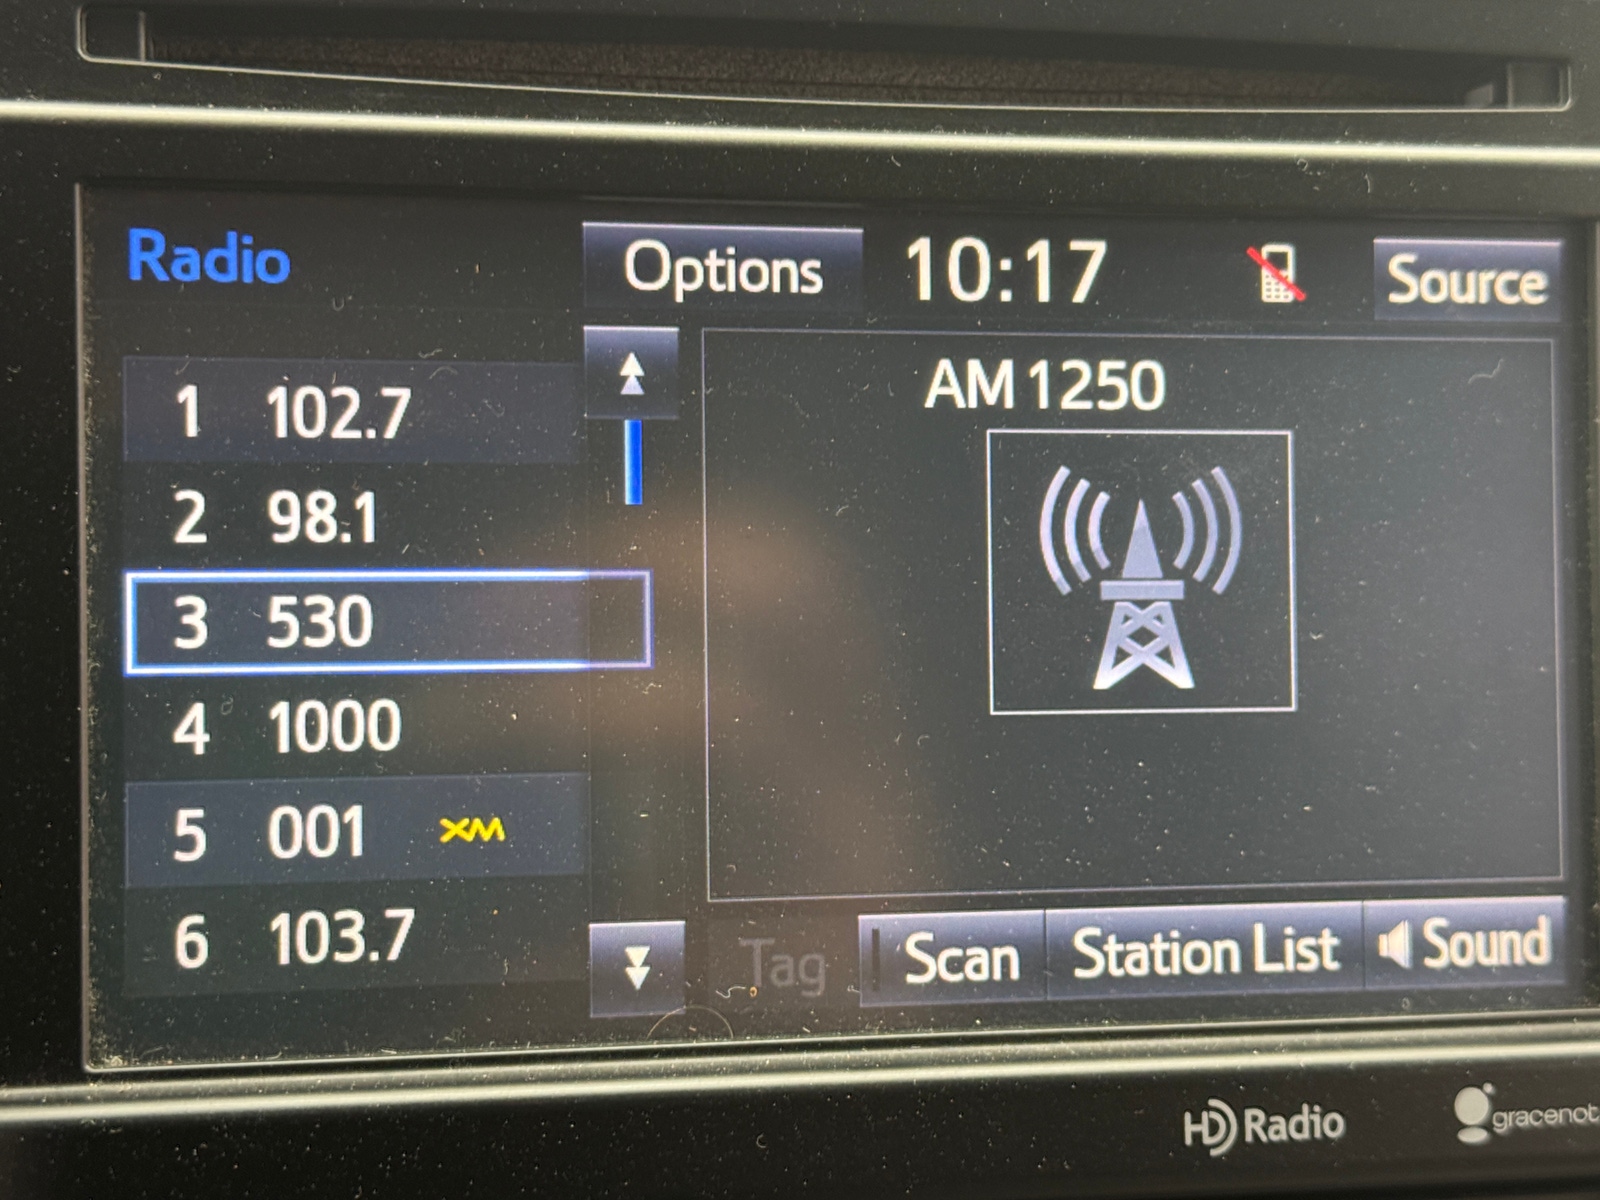 Radio
Options
10:17
Source
1 102.7
2 98.1
3 530
4 1000
5 001 XM
6 103.7
AM 1250
Tag
Scan
Station List
Sound
HD Radio
gracenot